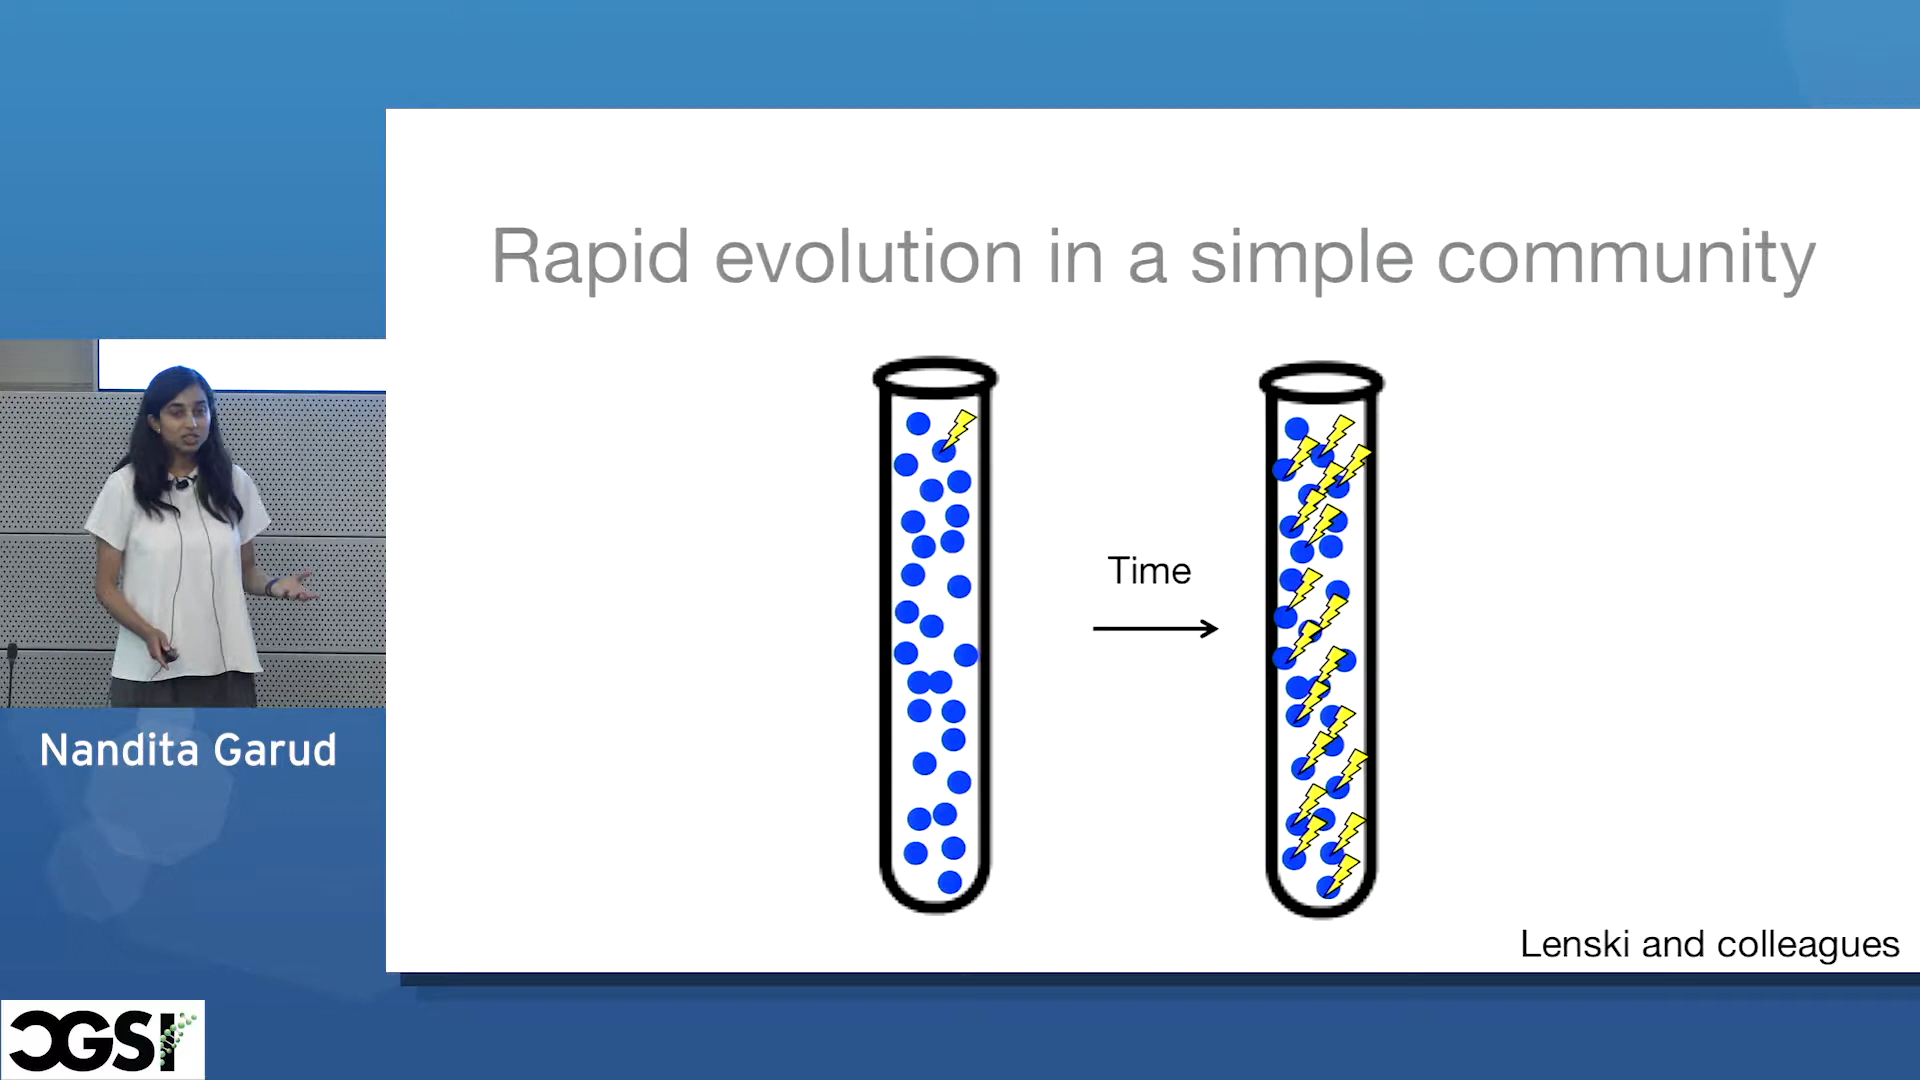 Rapid evolution in a simple community
Time
Lenski and colleagues
Nandita Garud
CGSI